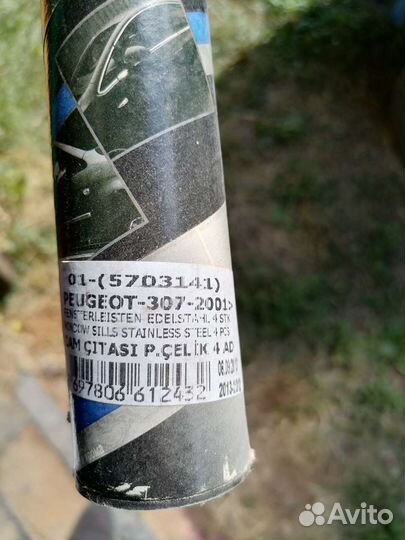 01-(5703141)
PEUGEOT-307-2001>
FENSTERLEISTEN EDELSTAHL 4 STK
WINDOW SILLS STAINLESS STEEL 4 PCS
CAM ÇITASI P.ÇELİK 4 AD
697806 612432
Avito